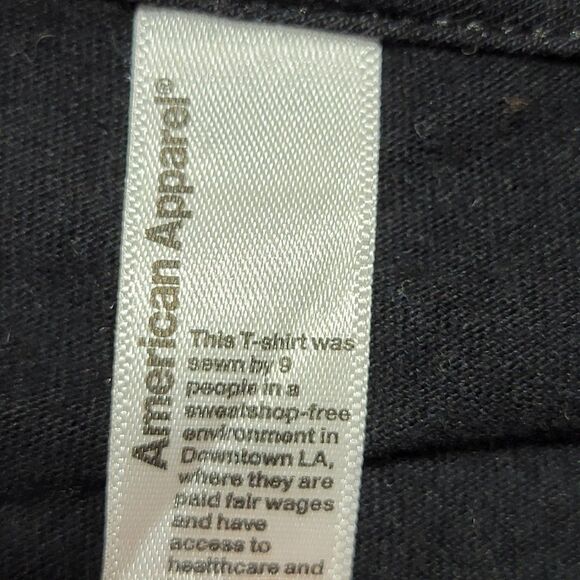 American Apparel®
This T-shirt was
sewn by 9
people in a
sweatshop-free
environment in
Downtown LA,
where they are
paid fair wages
and have
access to
healthcare and